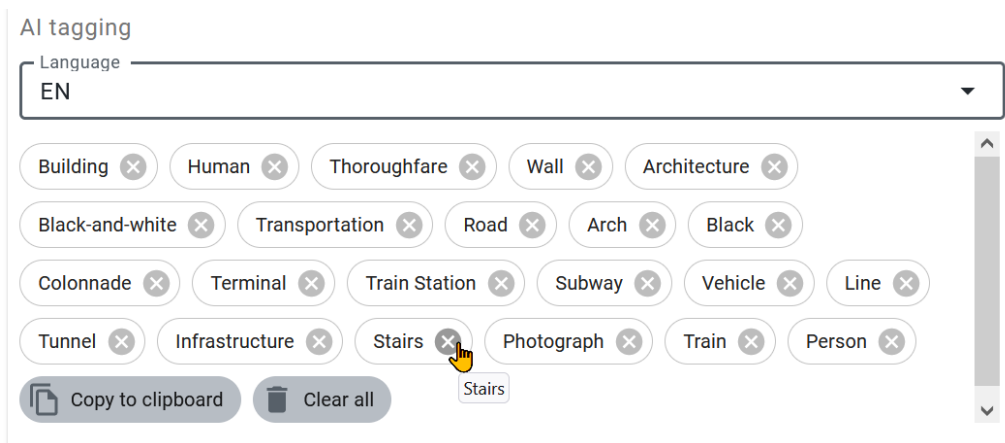 AI tagging
Language
EN
Building Human Thoroughfare Wall Architecture
Black-and-white Transportation Road Arch Black
Colonnade Terminal Train Station Subway Vehicle Line
Tunnel Infrastructure Stairs Photograph Train Person
Stairs
Copy to clipboard Clear all